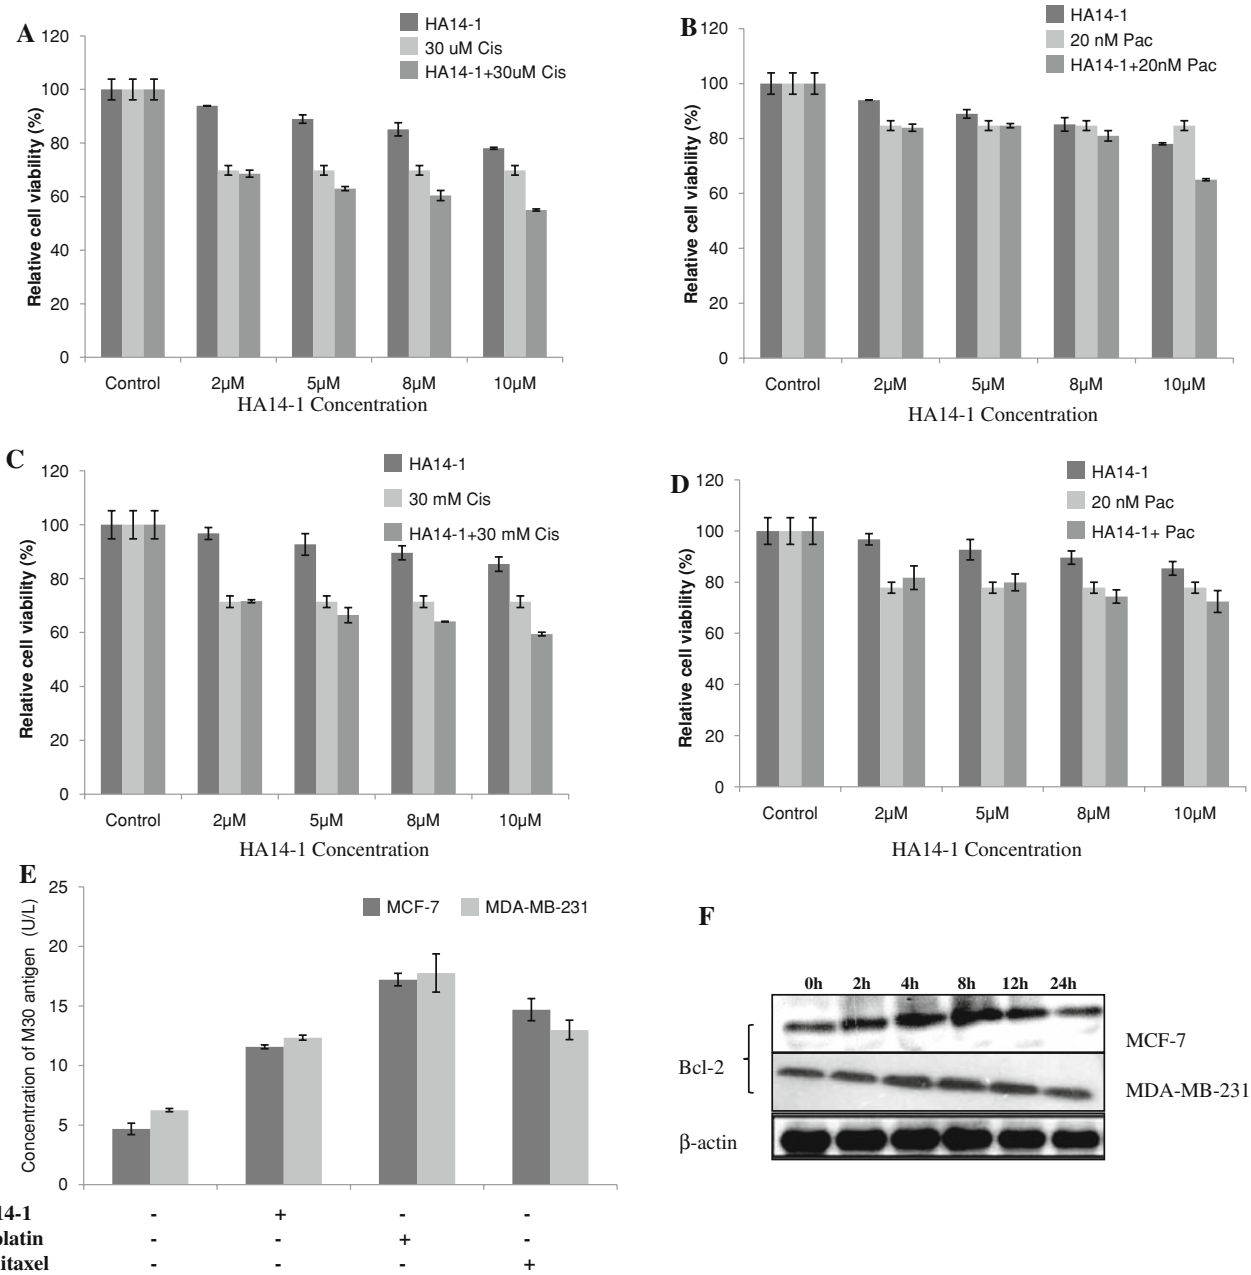 A
HA14-1
30 uM Cis
HA14-1+30uM Cis
Relative cell viability (%)
120
100
80
60
40
20
0
Control 2µM 5µM 8µM 10µM
HA14-1 Concentration
B
HA14-1
20 nM Pac
HA14-1+20nM Pac
Relative cell viability (%)
120
100
80
60
40
20
0
Control 2µM 5µM 8µM 10µM
HA14-1 Concentration
C
HA14-1
30 mM Cis
HA14-1+30 mM Cis
Relative cell viability (%)
120
100
80
60
40
20
0
Control 2µM 5µM 8µM 10µM
HA14-1 Concentration
D
HA14-1
20 nM Pac
HA14-1+ Pac
Relative cell viability (%)
120
100
80
60
40
20
0
Control 2µM 5µM 8µM 10µM
HA14-1 Concentration
E
MCF-7 MDA-MB-231
Concentration of M30 antigen (U/L)
25
20
15
10
5
0
14-1 - + - -
platin - - + -
itaxel - - - +
F
0h 2h 4h 8h 12h 24h
Bcl-2
MCF-7
MDA-MB-231
β-actin